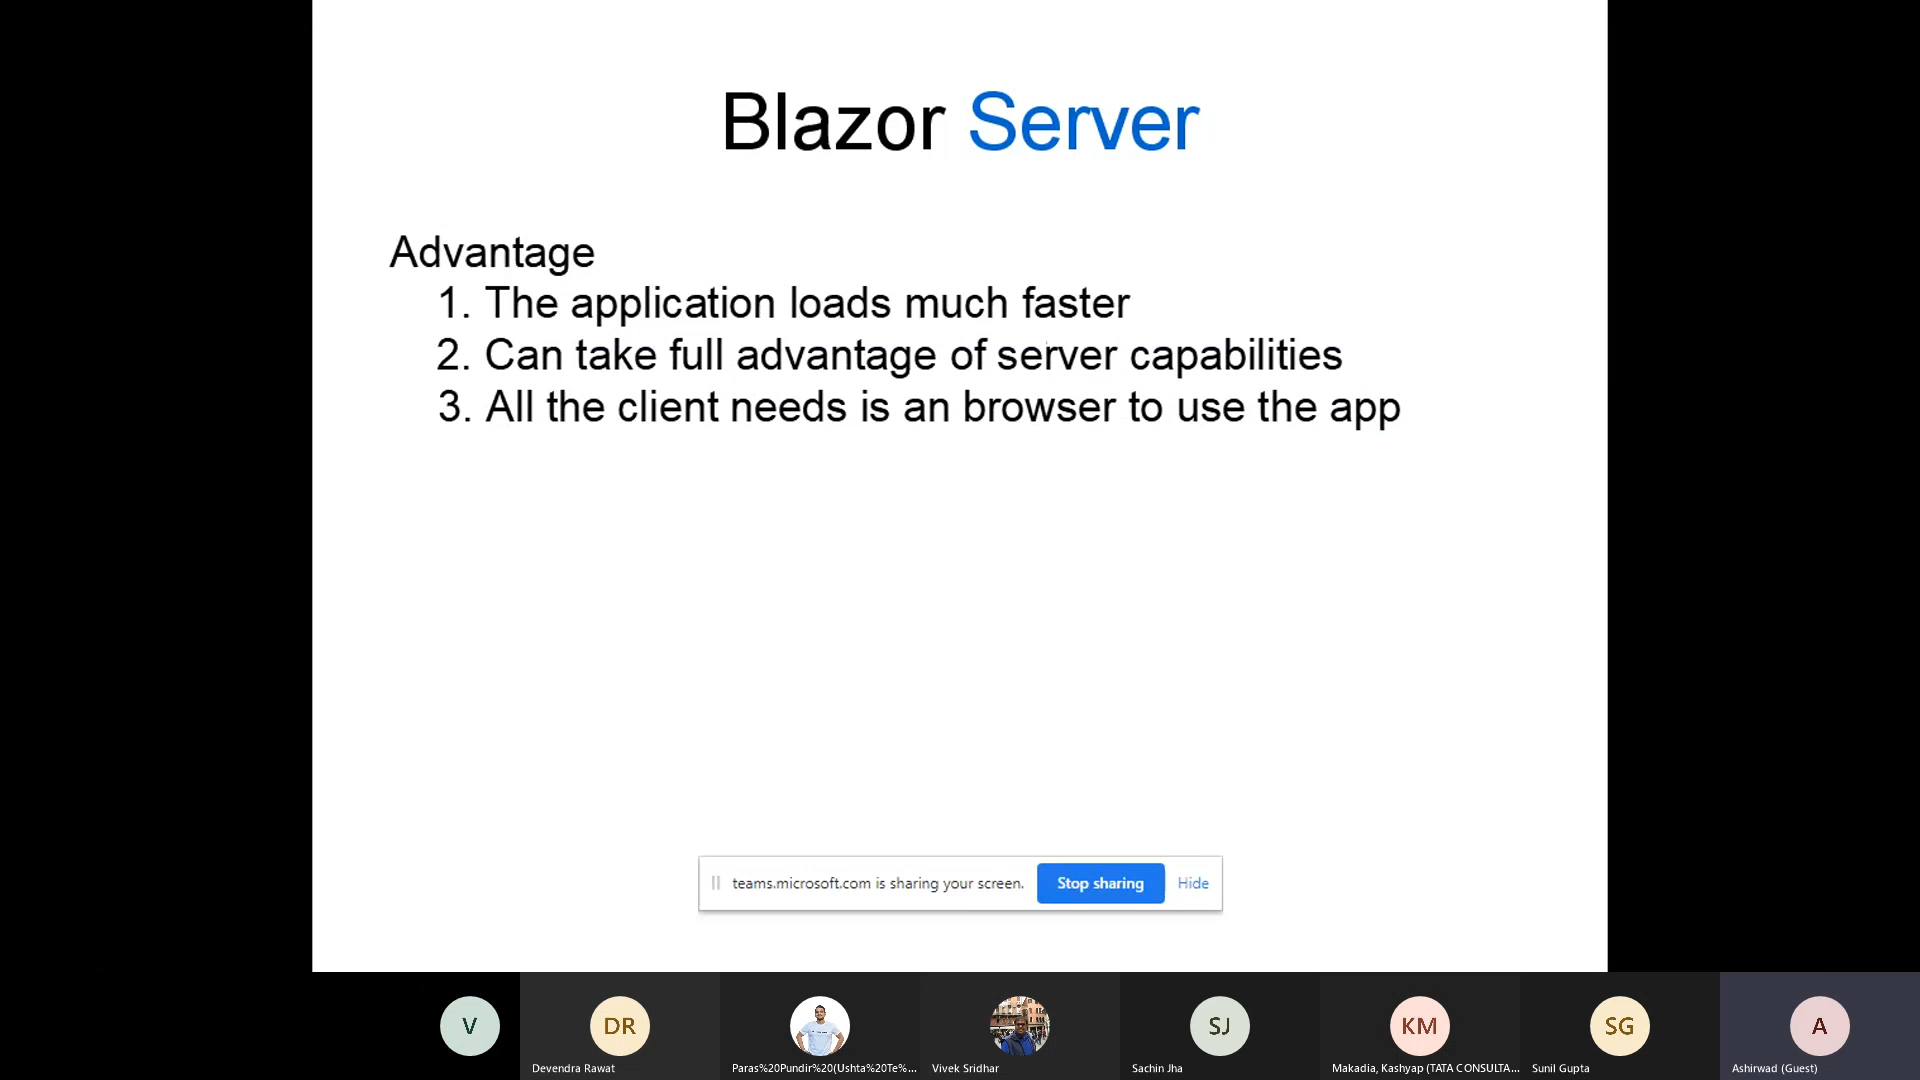 Blazor Server
Advantage
1. The application loads much faster
2. Can take full advantage of server capabilities
3. All the client needs is an browser to use the app
teams.microsoft.com is sharing your screen. Stop sharing Hide
V DR SJ KM SG A
Devendra Rawat Paras%20Pundir%20(Ushta%20Te%... Vivek Sridhar Sachin Jha Makadia, Kashyap (TATA CONSULTA... Sunil Gupta Ashirwad (Guest)